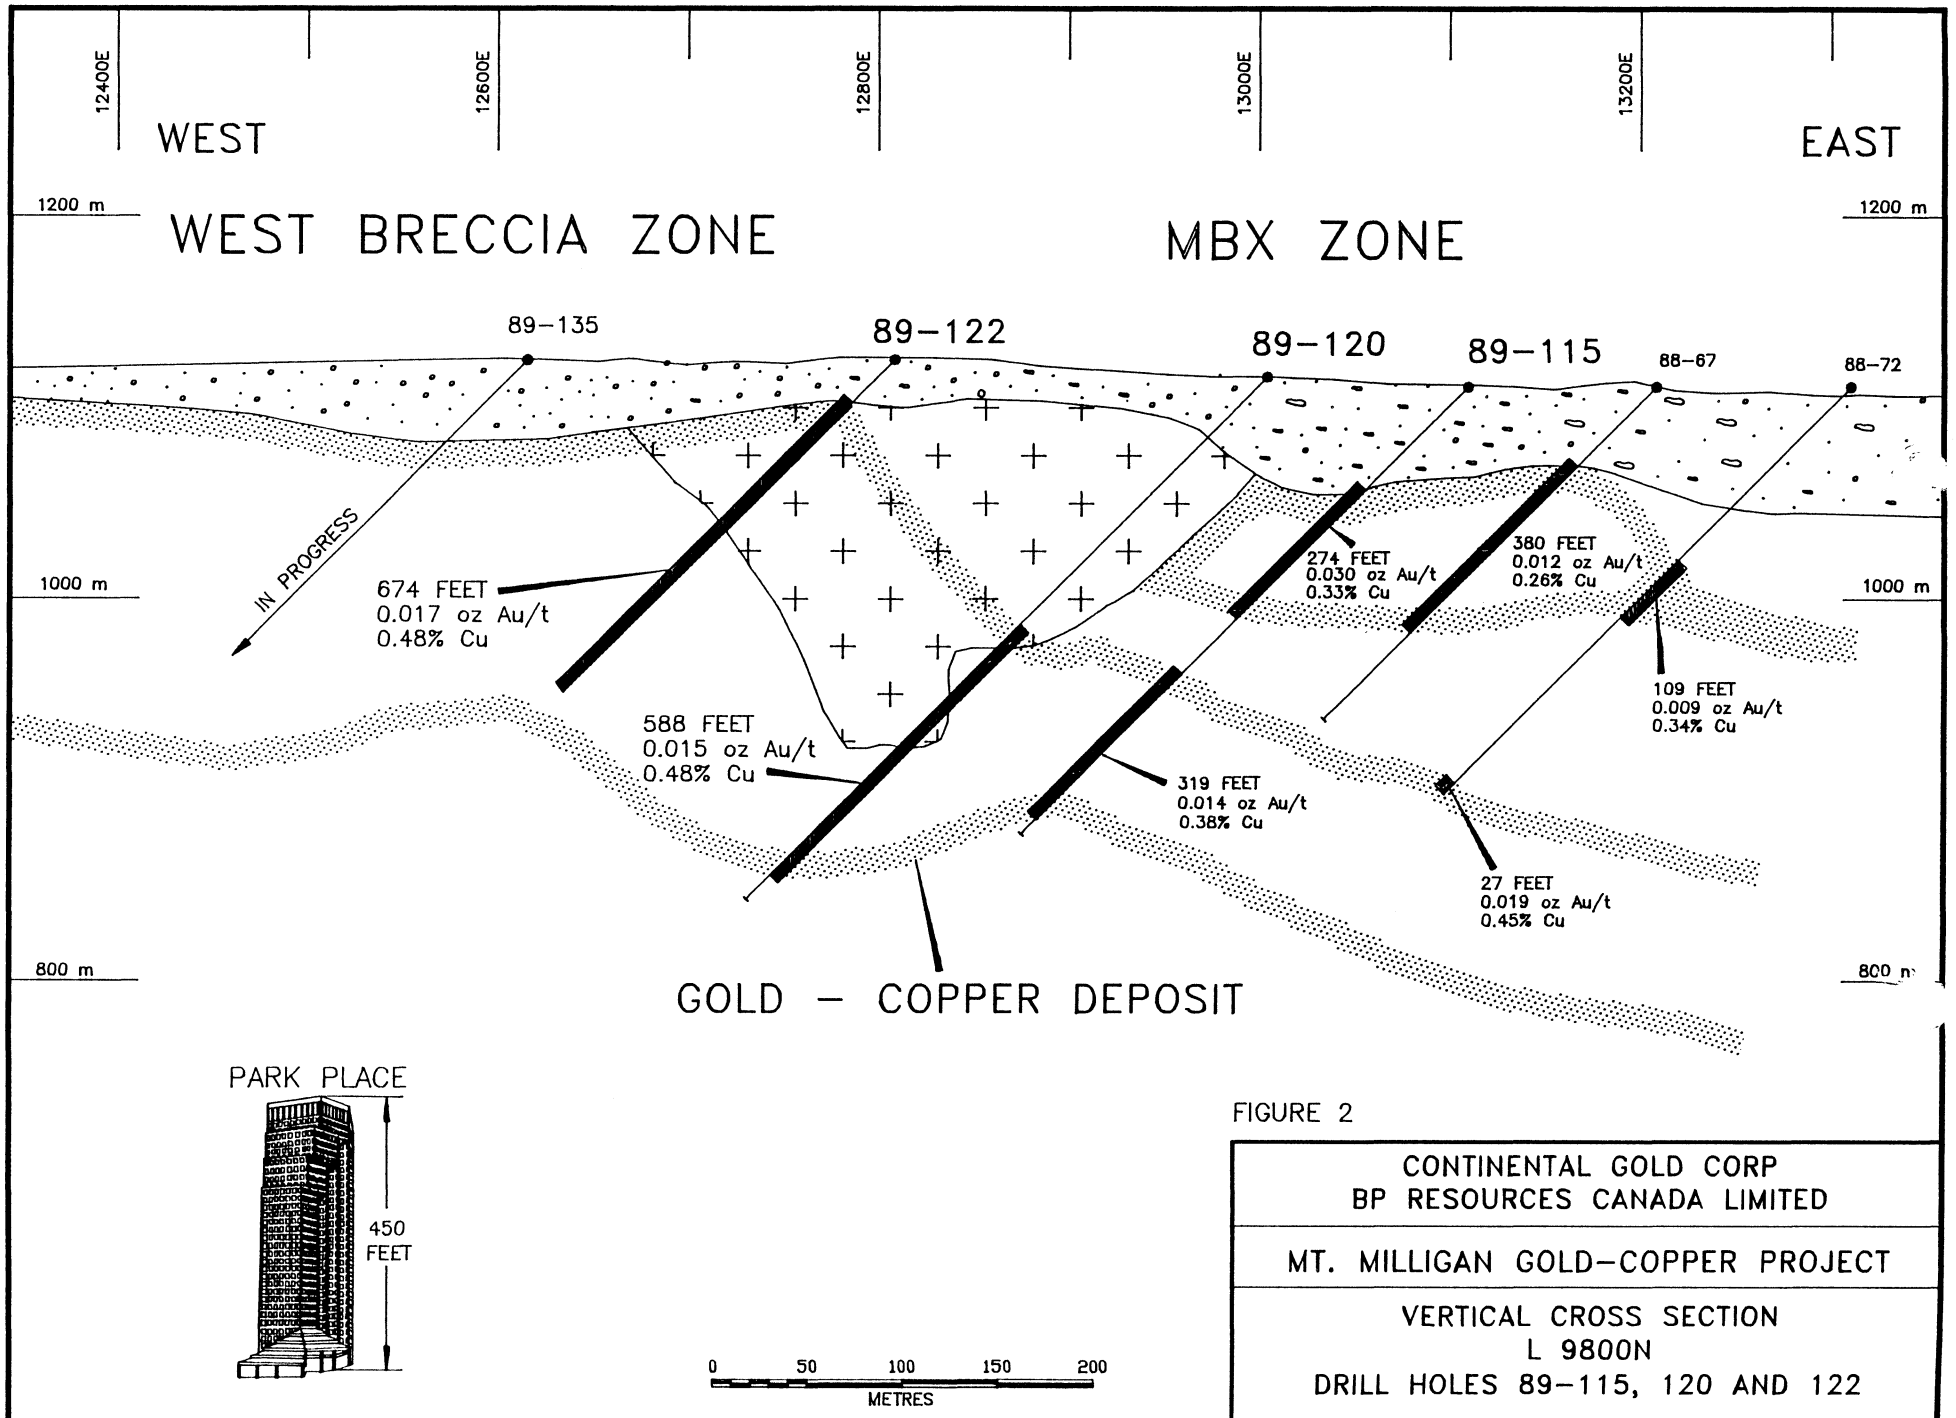 12400E
12600E
12800E
13000E
13200E
WEST
EAST
1200 m
1200 m
WEST BRECCIA ZONE
MBX ZONE
89-135
89-122
89-120
89-115
88-67
88-72
IN PROGRESS
1000 m
1000 m
674 FEET
0.017 oz Au/t
0.48% Cu
274 FEET
0.030 oz Au/t
0.33% Cu
380 FEET
0.012 oz Au/t
0.26% Cu
109 FEET
0.009 oz Au/t
0.34% Cu
588 FEET
0.015 oz Au/t
0.48% Cu
319 FEET
0.014 oz Au/t
0.38% Cu
27 FEET
0.019 oz Au/t
0.45% Cu
800 m
800 m
GOLD - COPPER DEPOSIT
PARK PLACE
450
FEET
0 50 100 150 200
METRES
FIGURE 2
CONTINENTAL GOLD CORP
BP RESOURCES CANADA LIMITED
MT. MILLIGAN GOLD-COPPER PROJECT
VERTICAL CROSS SECTION
L 9800N
DRILL HOLES 89-115, 120 AND 122